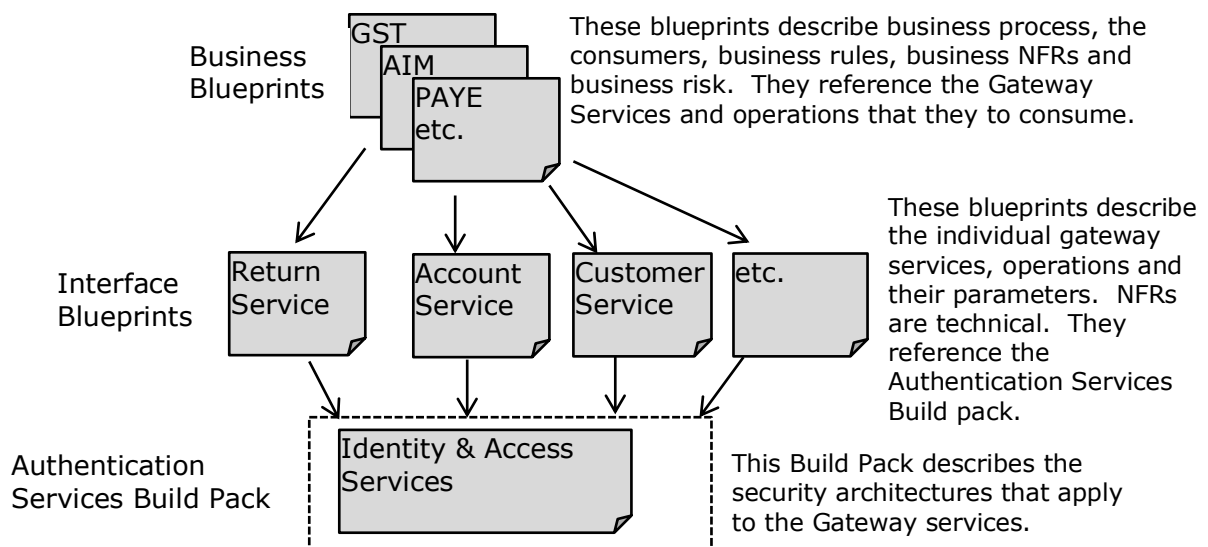 Business
Blueprints
GST
AIM
PAYE
etc.
These blueprints describe business process, the
consumers, business rules, business NFRs and
business risk.  They reference the Gateway
Services and operations that they to consume.
Interface
Blueprints
Return
Service
Account
Service
Customer
Service
etc.
These blueprints describe
the individual gateway
services, operations and
their parameters.  NFRs
are technical.  They
reference the
Authentication Services
Build pack.
Authentication
Services Build Pack
Identity & Access
Services
This Build Pack describes the
security architectures that apply
to the Gateway services.